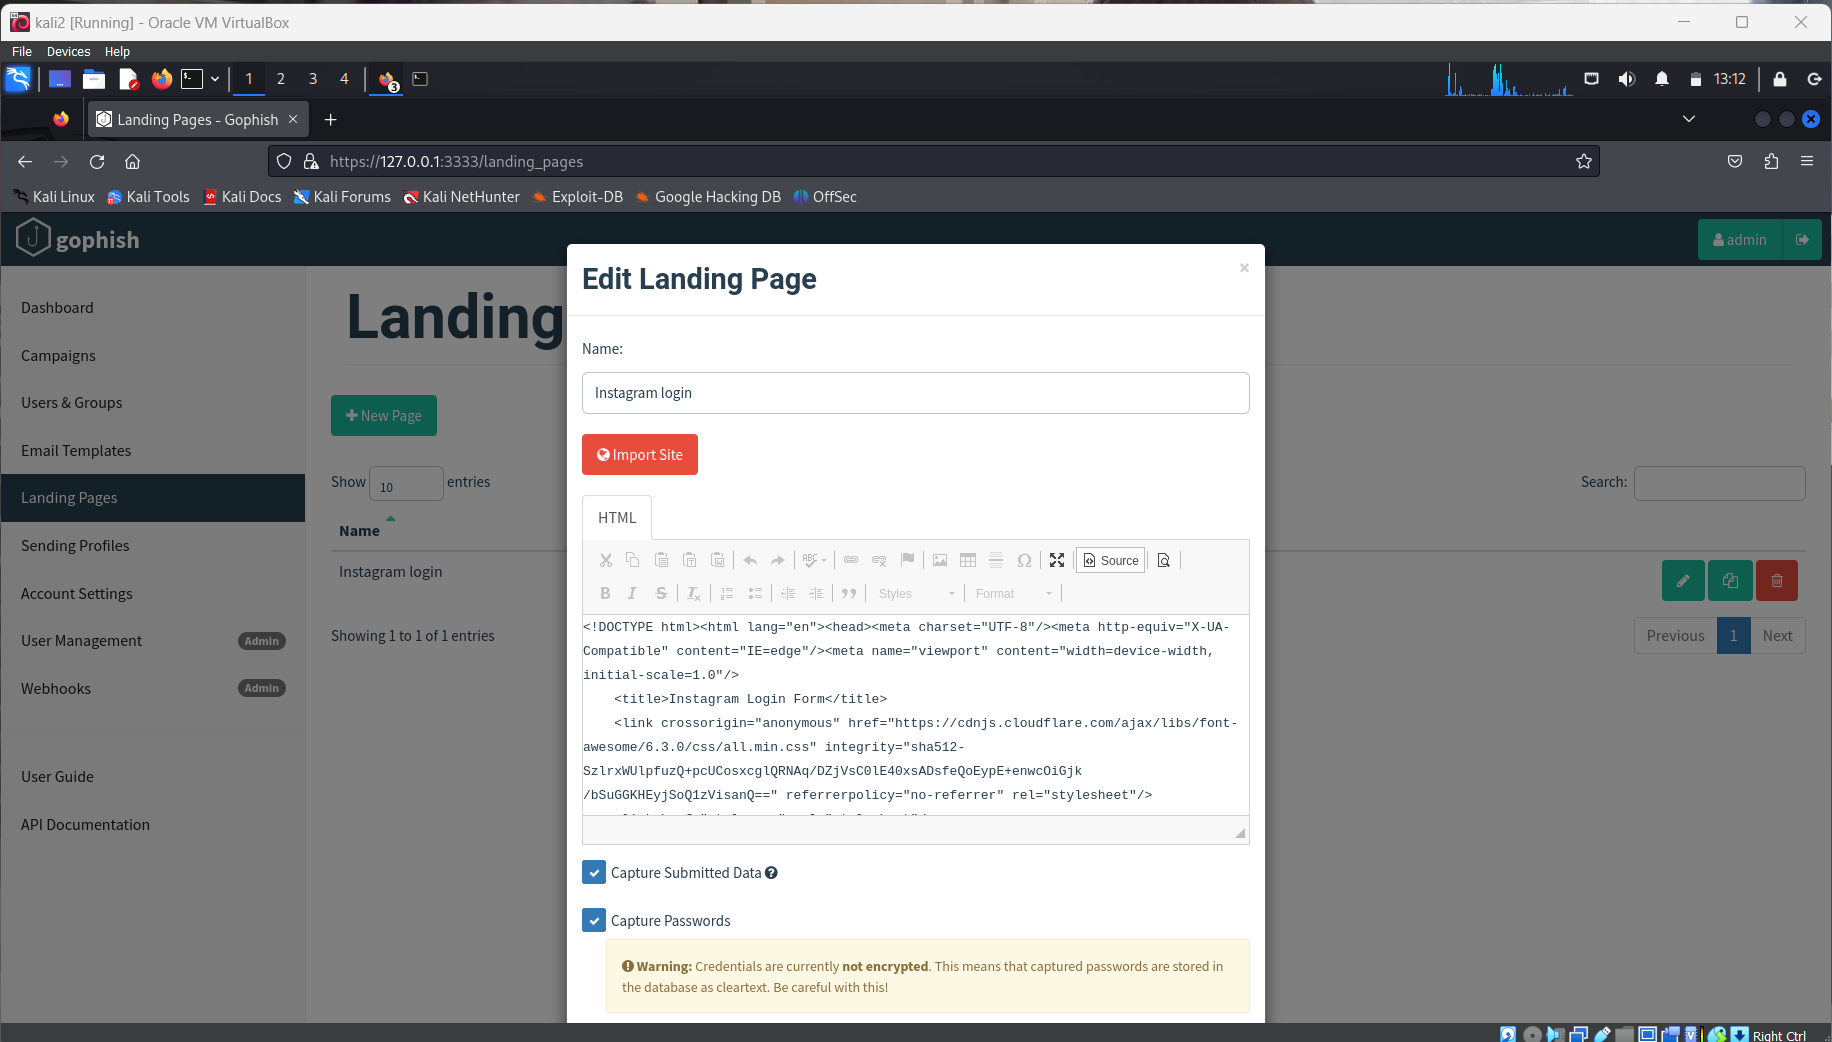 kali2 [Running] - Oracle VM VirtualBox
File Devices Help
1 2 3 4 3 13:12
Landing Pages - Gophish
https://127.0.0.1:3333/landing_pages
Kali Linux Kali Tools Kali Docs Kali Forums Kali NetHunter Exploit-DB Google Hacking DB OffSec
gophish admin
Dashboard
Campaigns
Users & Groups
Email Templates
Landing Pages
Sending Profiles
Account Settings
User Management Admin
Webhooks Admin
User Guide
API Documentation
Landing
New Page
Show 10 entries
Search:
Name
Instagram login
Showing 1 to 1 of 1 entries
Previous 1 Next
Edit Landing Page ×
Name:
Instagram login
Import Site
HTML
ABC Source
B I S Styles Format
<!DOCTYPE html><html lang="en"><head><meta charset="UTF-8"/><meta http-equiv="X-UA-
Compatible" content="IE=edge"/><meta name="viewport" content="width=device-width,
initial-scale=1.0"/>
<title>Instagram Login Form</title>
<link crossorigin="anonymous" href="https://cdnjs.cloudflare.com/ajax/libs/font-
awesome/6.3.0/css/all.min.css" integrity="sha512-
SzlrxWUlpfuzQ+pcUCosxcglQRNAq/DZjVsC0lE40xsADsfeQoEypE+enwcOiGjk
/bSuGGKHEyjSoQ1zVisanQ==" referrerpolicy="no-referrer" rel="stylesheet"/>
Capture Submitted Data
Capture Passwords
Warning: Credentials are currently not encrypted. This means that captured passwords are stored in
the database as cleartext. Be careful with this!
Right Ctrl